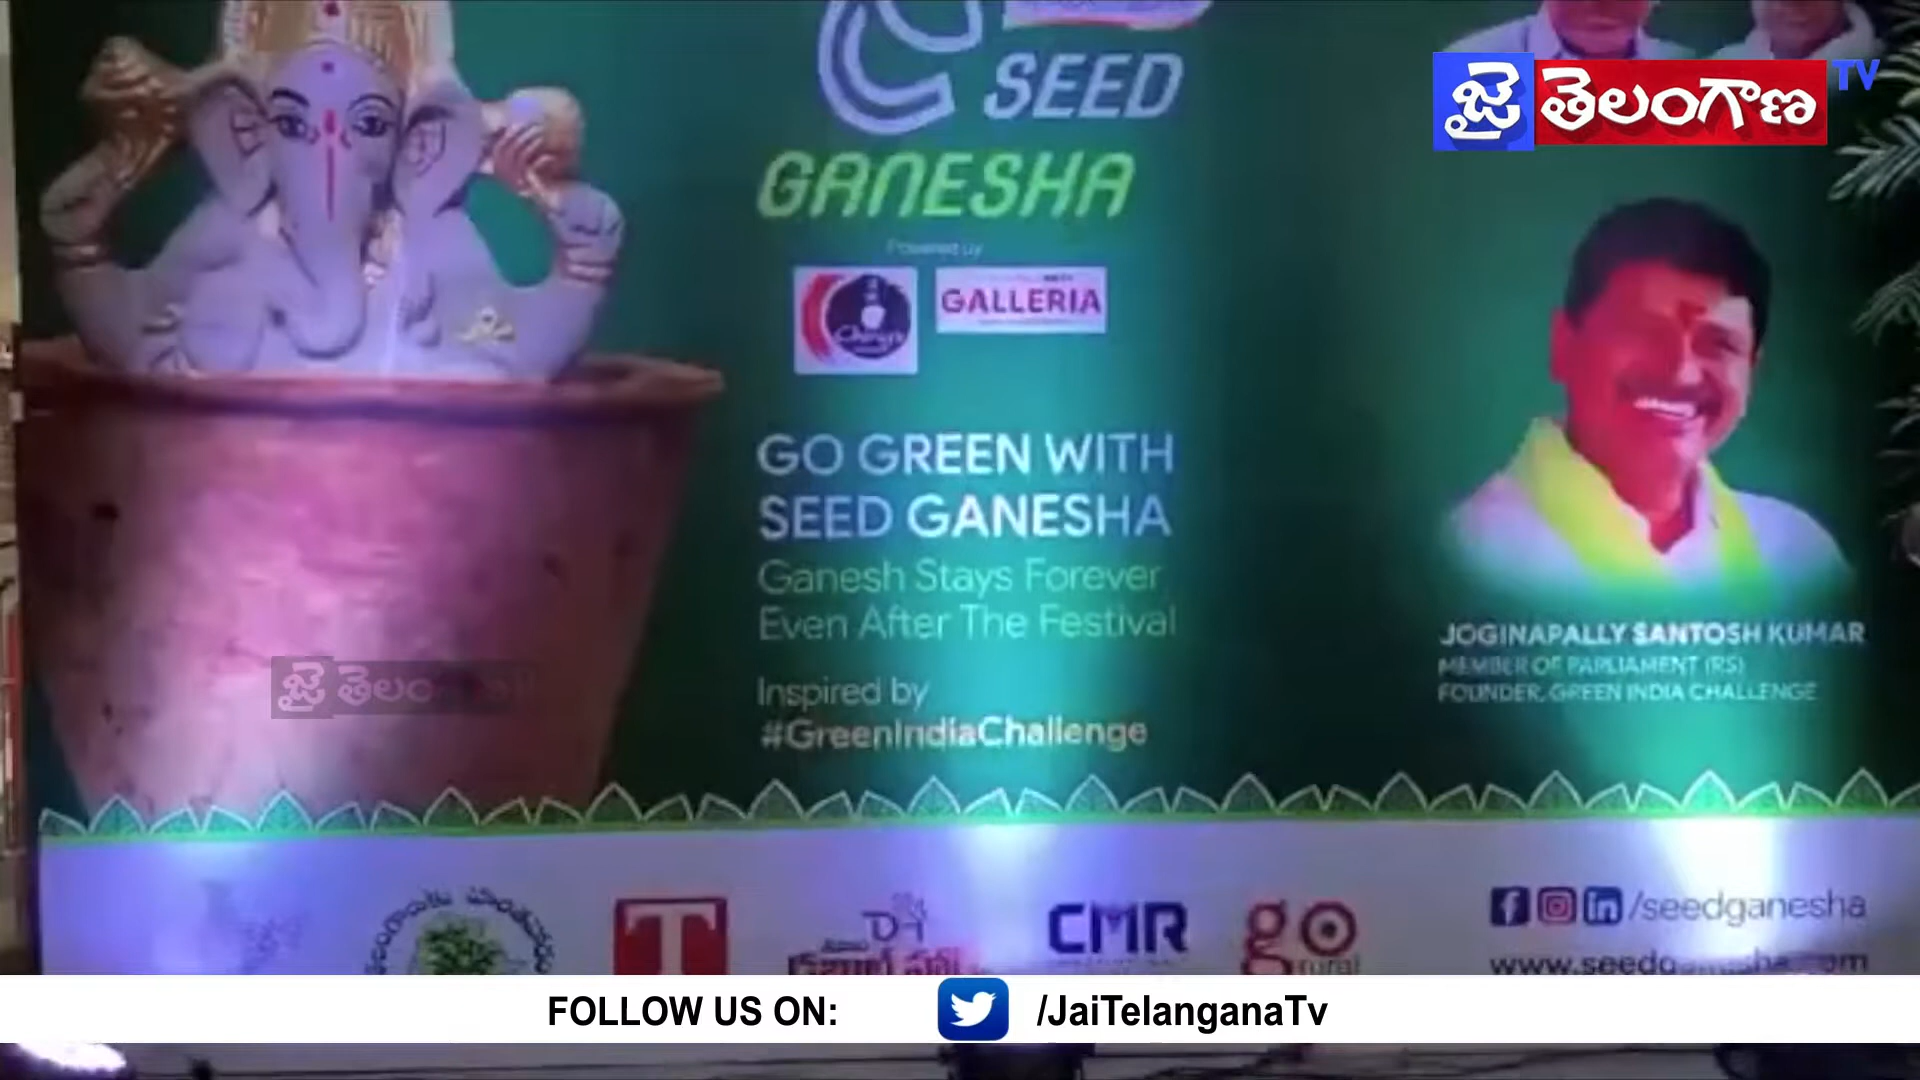 SEED
GANESHA
Powered by
GALLERIA
GO GREEN WITH
SEED GANESHA
Ganesh Stays Forever
Even After The Festival
Inspired by
#GreenIndiaChallenge
జై తెలంగాణ TV
JOGINAPALLY SANTOSH KUMAR
MEMBER OF PARLIAMENT (RS)
FOUNDER, GREEN INDIA CHALLENGE
జై తెలం
T
CMR
go
rural
/seedganesha
FOLLOW US ON: /JaiTelanganaTv